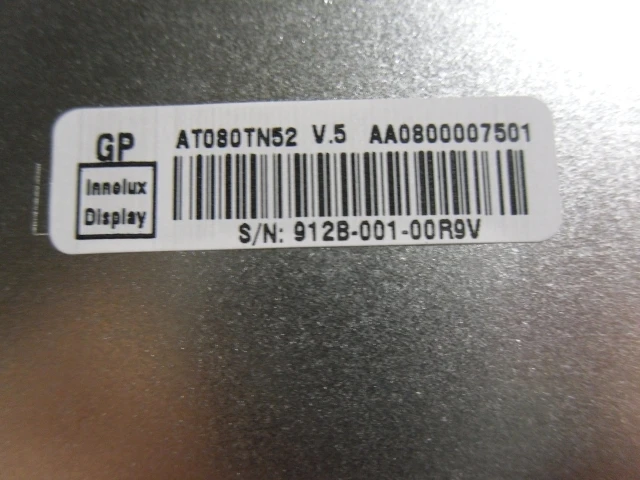 GP
Innolux
Display
AT080TN52 V.5 AA0800007501
S/N: 912B-001-00R9V